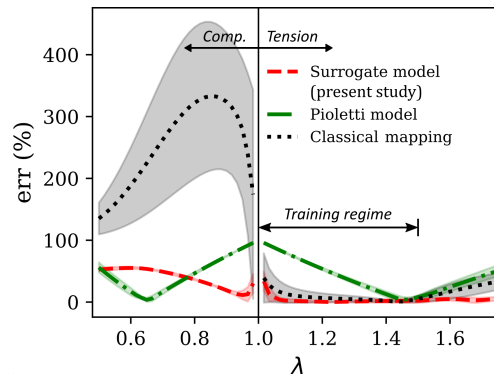 Comp. Tension
Surrogate model
(present study)
Pioletti model
Classical mapping
Training regime
err (%)
400
300
200
100
0
0.6 0.8 1.0 1.2 1.4 1.6
λ